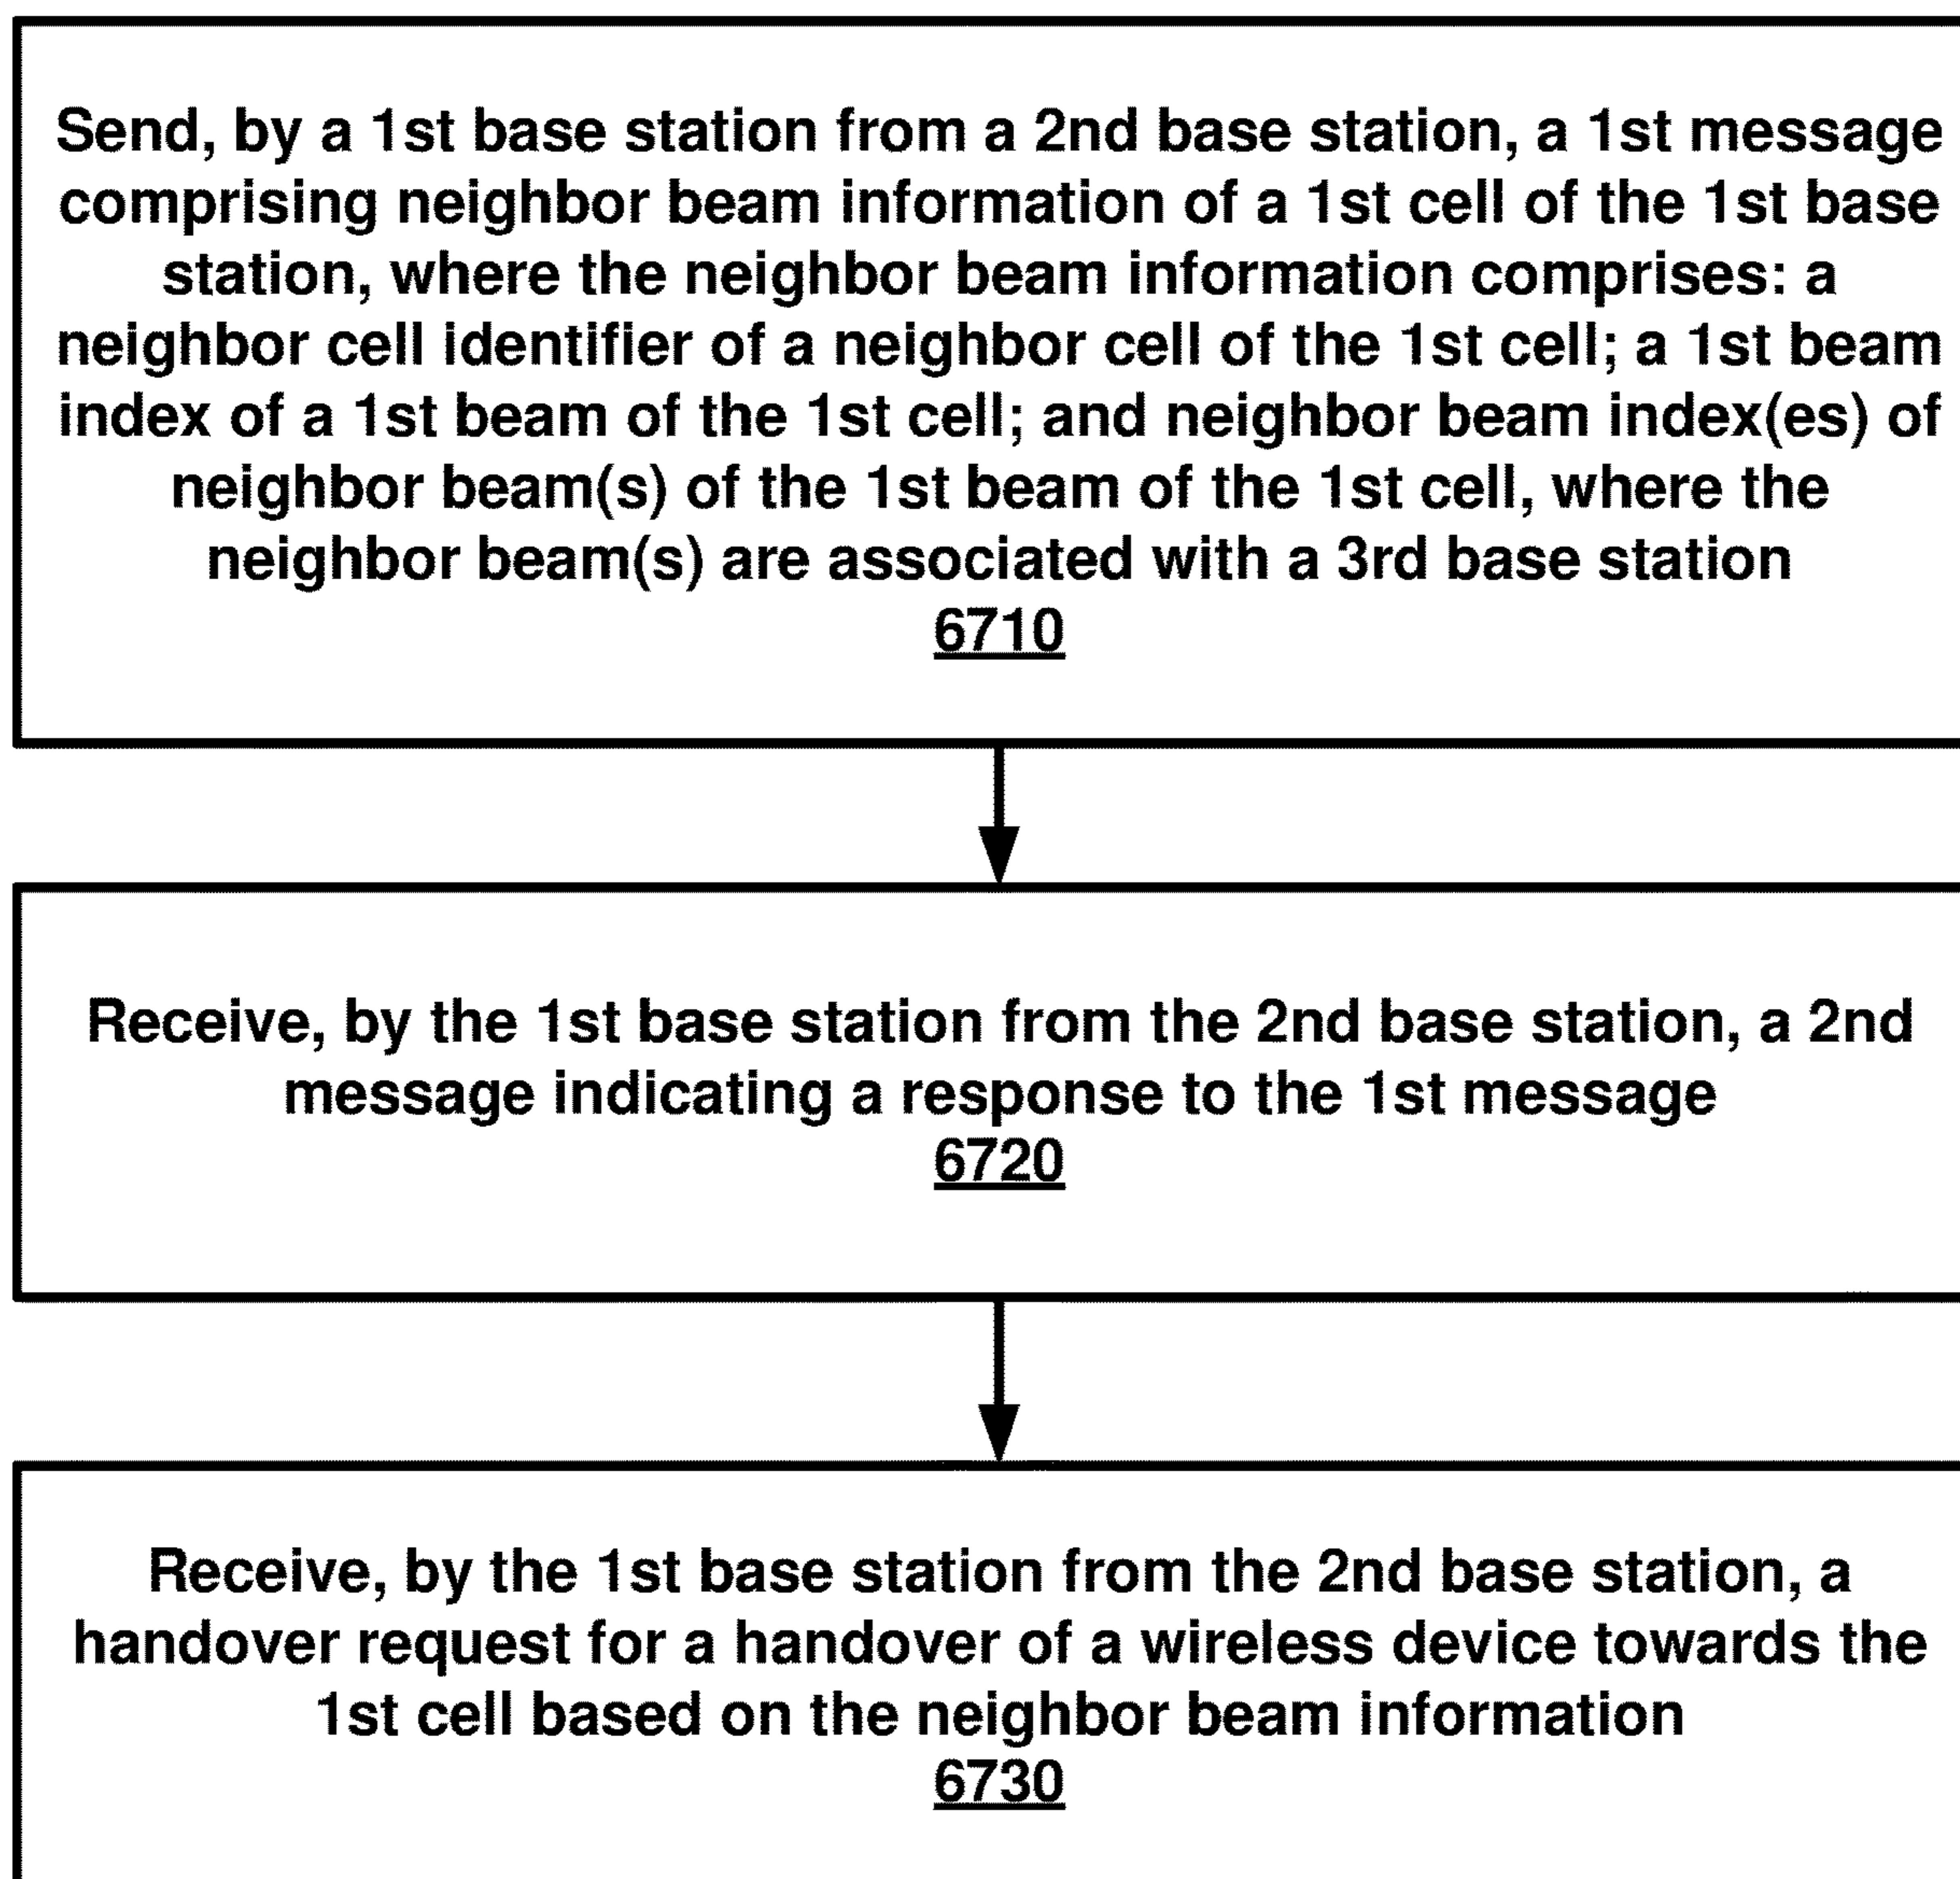 Send, by a 1st base station from a 2nd base station, a 1st message
comprising neighbor beam information of a 1st cell of the 1st base
station, where the neighbor beam information comprises: a
neighbor cell identifier of a neighbor cell of the 1st cell; a 1st beam
index of a 1st beam of the 1st cell; and neighbor beam index(es) of
neighbor beam(s) of the 1st beam of the 1st cell, where the
neighbor beam(s) are associated with a 3rd base station
6710
Receive, by the 1st base station from the 2nd base station, a 2nd
message indicating a response to the 1st message
6720
Receive, by the 1st base station from the 2nd base station, a
handover request for a handover of a wireless device towards the
1st cell based on the neighbor beam information
6730